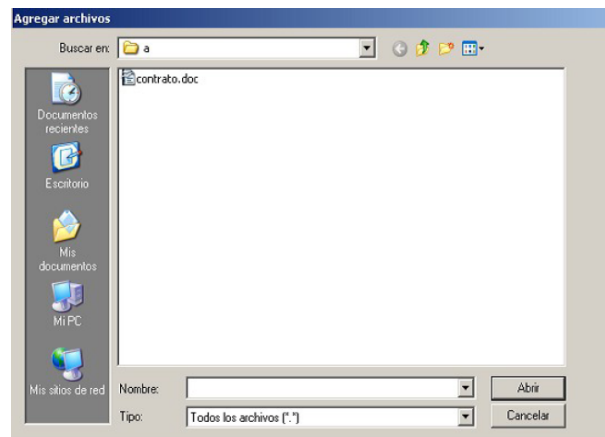 Agregar archivos
Buscar en:
a
contrato.doc
Documentos
recientes
Escritorio
Mis
documentos
Mi PC
Mis sitios de red
Nombre:
Abrir
Tipo:
Todos los archivos (*.*)
Cancelar